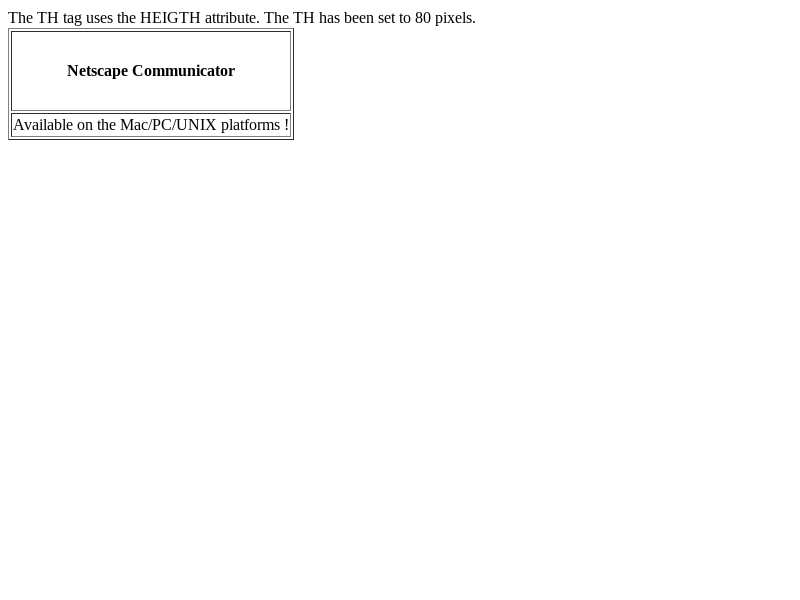 The TH tag uses the HEIGTH attribute. The TH has been set to 80 pixels.
Netscape Communicator
Available on the Mac/PC/UNIX platforms !